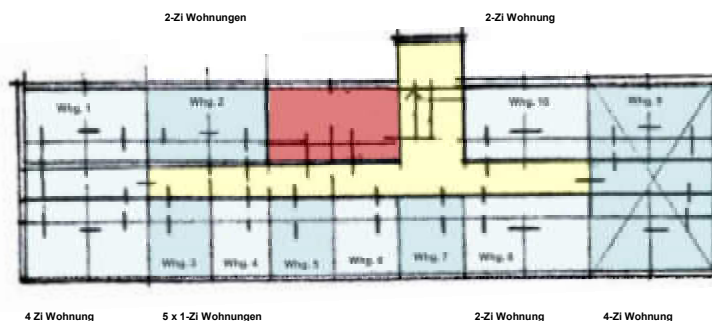 2-Zi Wohnungen 2-Zi Wohnung
Whg. 1 Whg. 2 Whg. 10 Whg. 9
Whg. 3 Whg. 4 Whg. 5 Whg. 6 Whg. 7 Whg. 8
4 Zi Wohnung 5 x 1-Zi Wohnungen 2-Zi Wohnung 4-Zi Wohnung